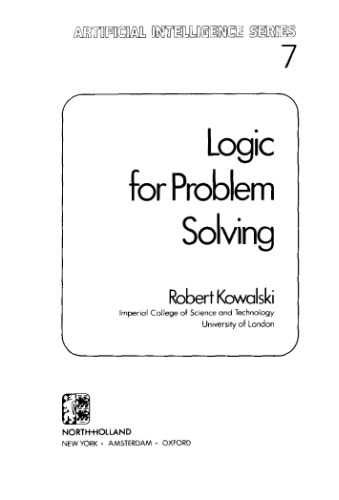 ARTIFICIAL INTELLIGENCE SERIES
7
Logic
for Problem
Solving
Robert Kowalski
Imperial College of Science and Technology
University of London
NORTH-HOLLAND
NEW YORK • AMSTERDAM • OXFORD